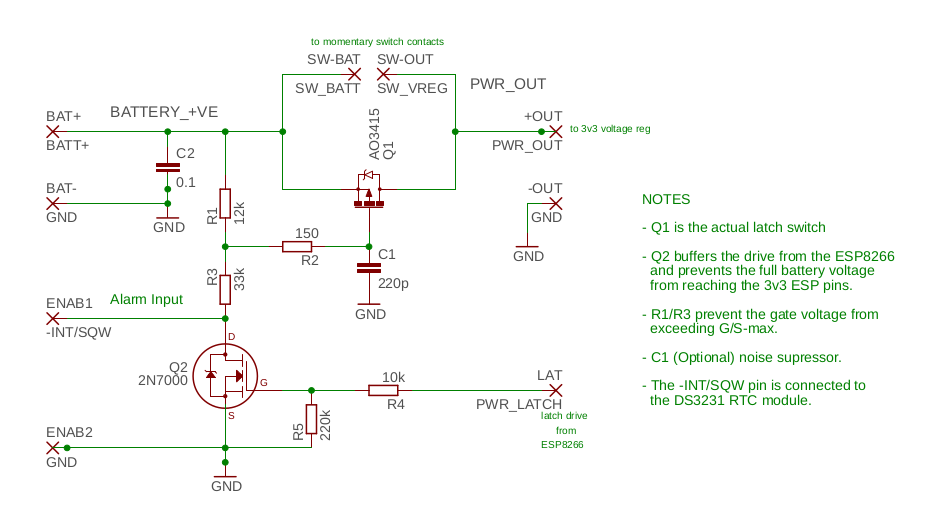 to momentary switch contacts
SW-BAT
SW-OUT
SW_BATT
SW_VREG
PWR_OUT
BAT+
BATTERY_+VE
BATT+
AO3415
Q1
+OUT
to 3v3 voltage reg
PWR_OUT
C2
0.1
BAT-
GND
GND
R1
12k
-OUT
GND
GND
150
R2
C1
220p
GND
R3
33k
ENAB1
Alarm Input
-INT/SQW
D
Q2
2N7000
G
S
10k
R4
LAT
PWR_LATCH
latch drive
from
ESP8266
R5
220k
ENAB2
GND
GND
NOTES
- Q1 is the actual latch switch
- Q2 buffers the drive from the ESP8266
and prevents the full battery voltage
from reaching the 3v3 ESP pins.
- R1/R3 prevent the gate voltage from
exceeding G/S-max.
- C1 (Optional) noise supressor.
- The -INT/SQW pin is connected to
the DS3231 RTC module.